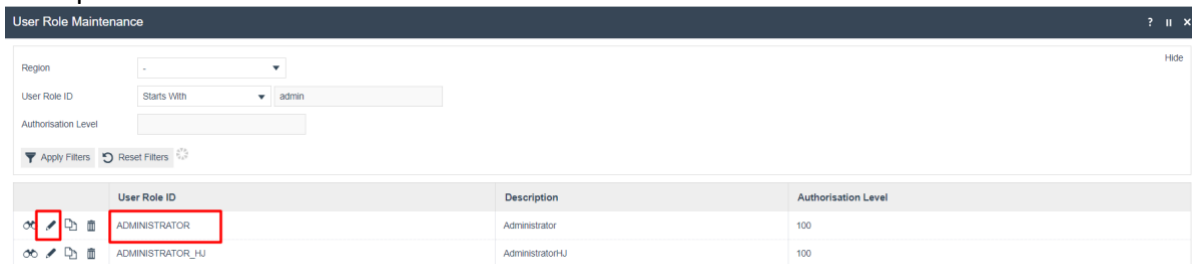 User Role Maintenance ? II ×
Hide
Region -
User Role ID Starts With admin
Authorisation Level
Apply Filters Reset Filters
User Role ID Description Authorisation Level
ADMINISTRATOR Administrator 100
ADMINISTRATOR_HJ AdministratorHJ 100